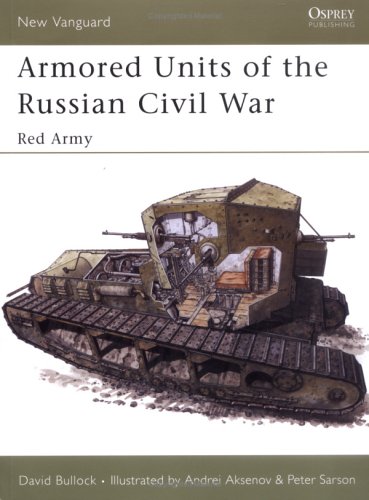 New Vanguard
OSPREY
PUBLISHING
Armored Units of the
Russian Civil War
Red Army
David Bullock • Illustrated by Andrei Aksenov & Peter Sarson